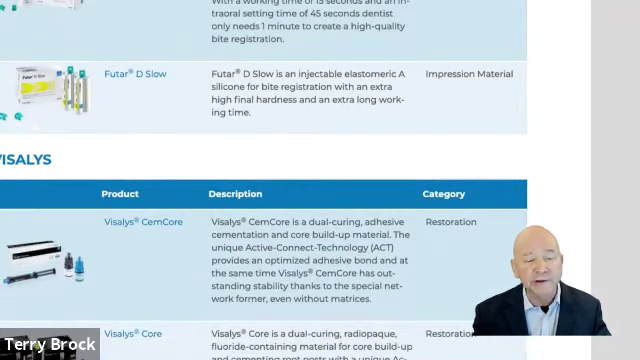 With a working time of 15 seconds and an in-
traoral setting time of 45 seconds dentist
only needs 1 minute to create a high-quality
bite registration.
Futar® D Slow
Futar® D Slow is an injectable elastomeric A
silicone for bite registration with an extra
high final hardness and an extra long work-
ing time.
Impression Material
VISALYS
Product Description Category
Visalys® CemCore
Visalys® CemCore is a dual-curing, adhesive
cementation and core build-up material. The
unique Active-Connect-Technology (ACT)
provides an optimized adhesive bond and at
the same time Visalys® CemCore has out-
standing stability thanks to the special net-
work former, even without matrices.
Restoration
Visalys® Core
Visalys® Core is a dual-curing, radiopaque,
fluoride-containing material for core build-up
and cementing root posts with a unique Ac-
Restoration
Terry Brock